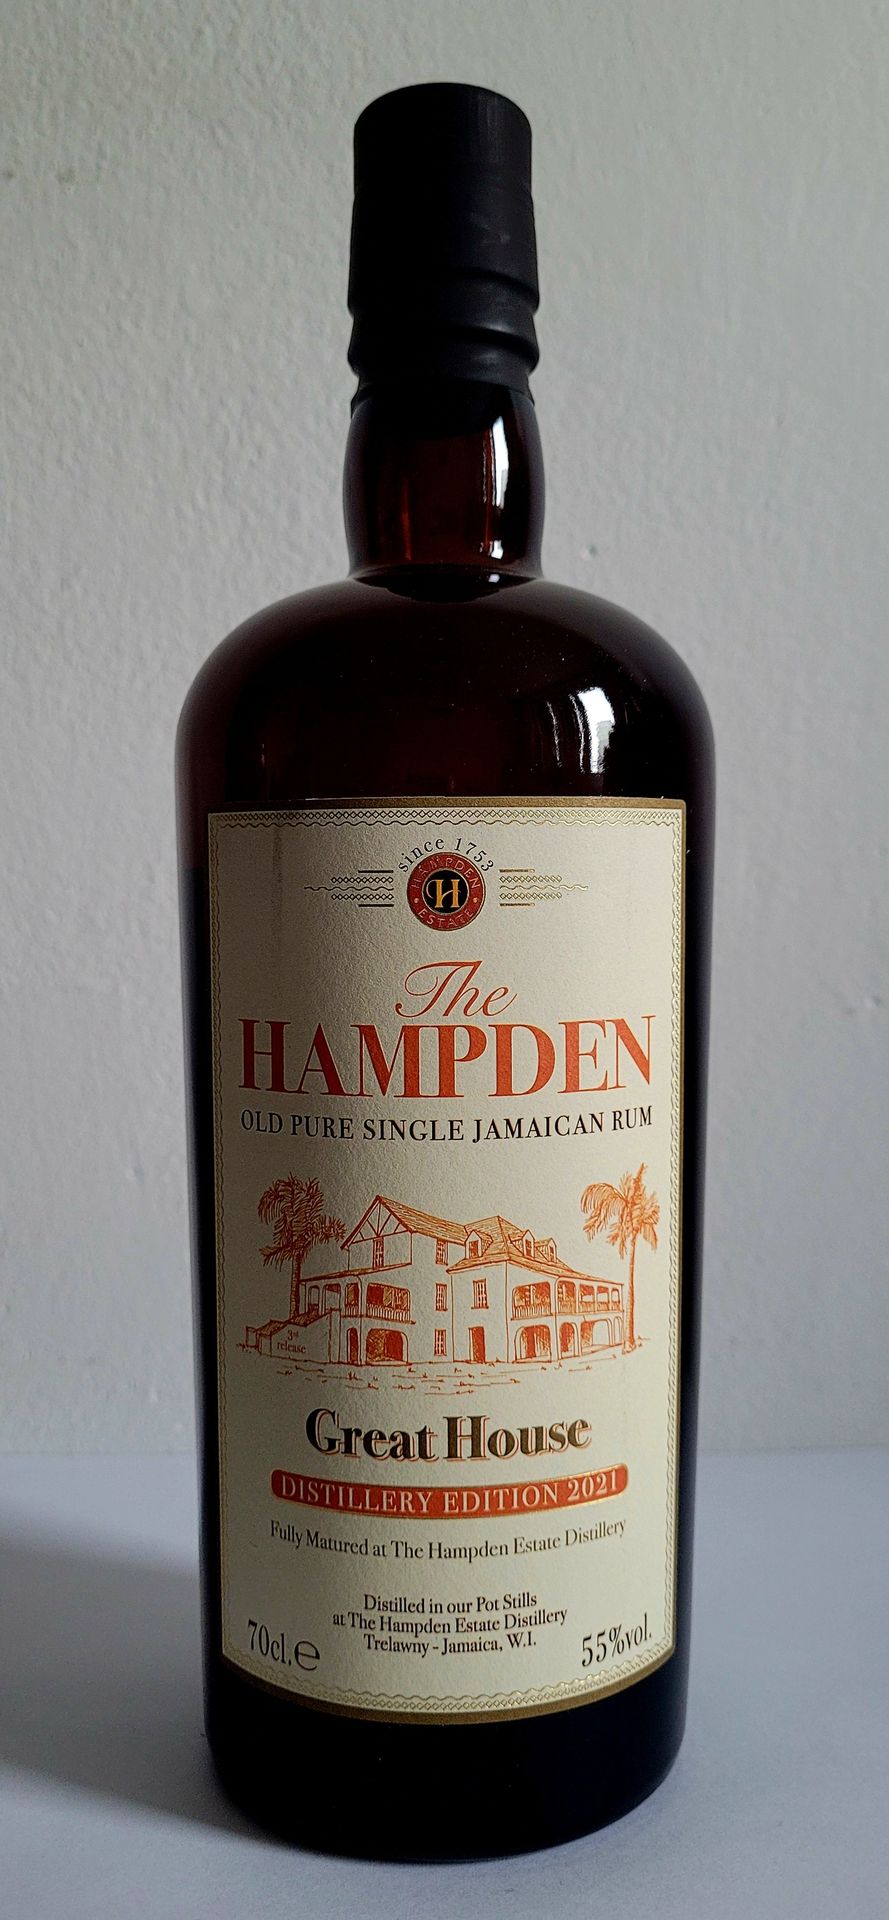 since 1753
HAMPDEN
H
ESTATE
The
HAMPDEN
OLD PURE SINGLE JAMAICAN RUM
3rd
release
Great House
DISTILLERY EDITION 2021
Fully Matured at The Hampden Estate Distillery
Distilled in our Pot Stills
at The Hampden Estate Distillery
Trelawny - Jamaica, W.I.
70cl.℮
55%vol.